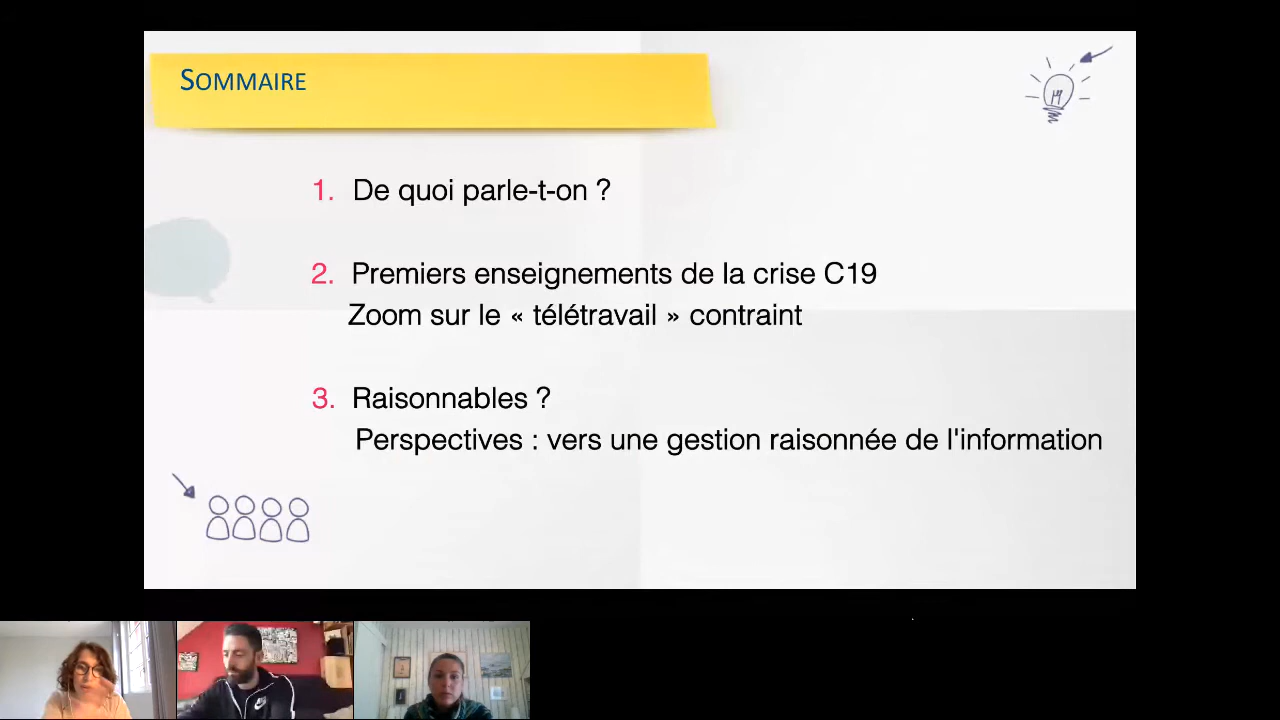 SOMMAIRE
1. De quoi parle-t-on ?
2. Premiers enseignements de la crise C19
Zoom sur le « télétravail » contraint
3. Raisonnables ?
Perspectives : vers une gestion raisonnée de l'information